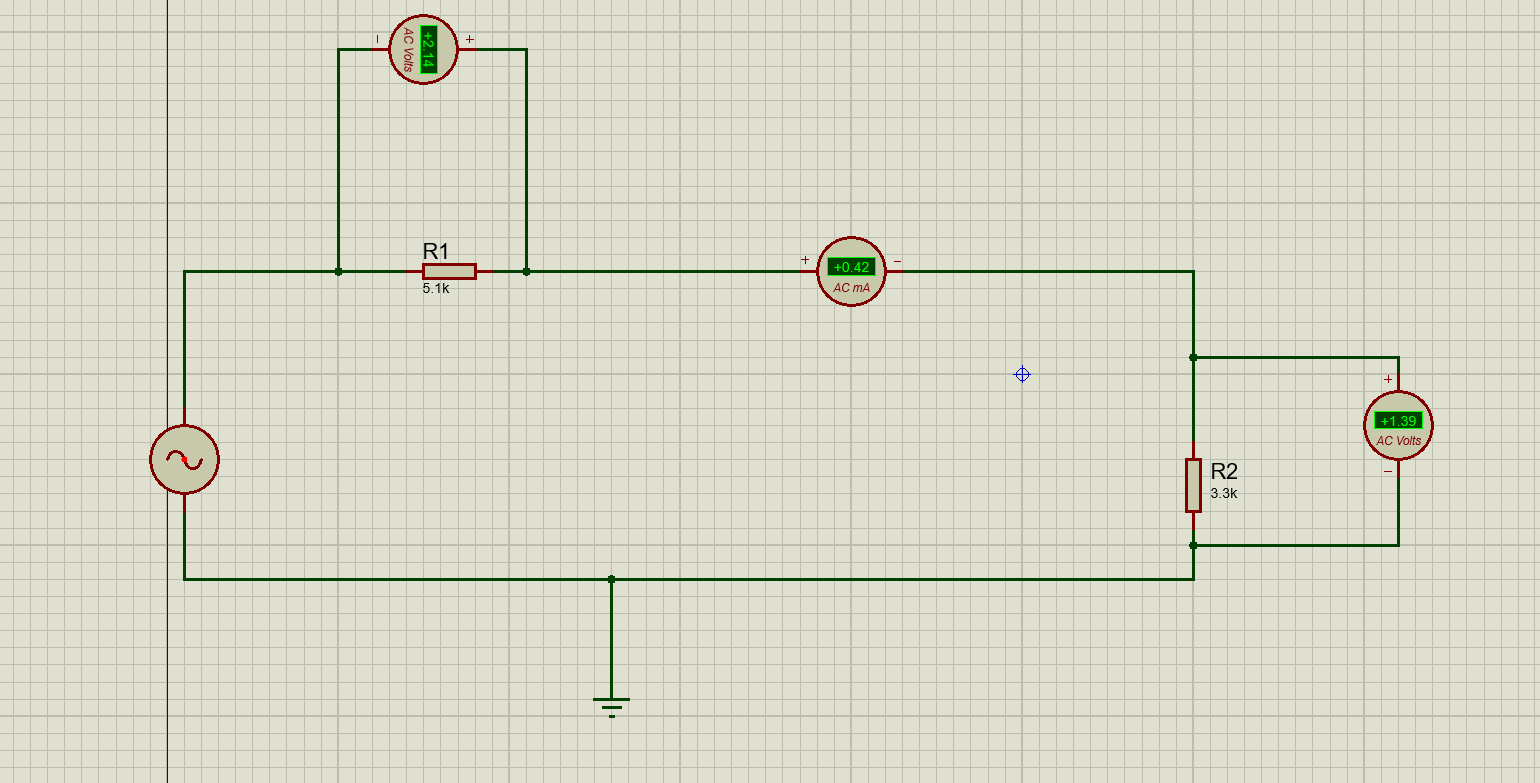 − +
+2.14
AC Volts
R1
5.1k
+ −
+0.42
AC mA
+
+1.39
AC Volts
−
R2
3.3k